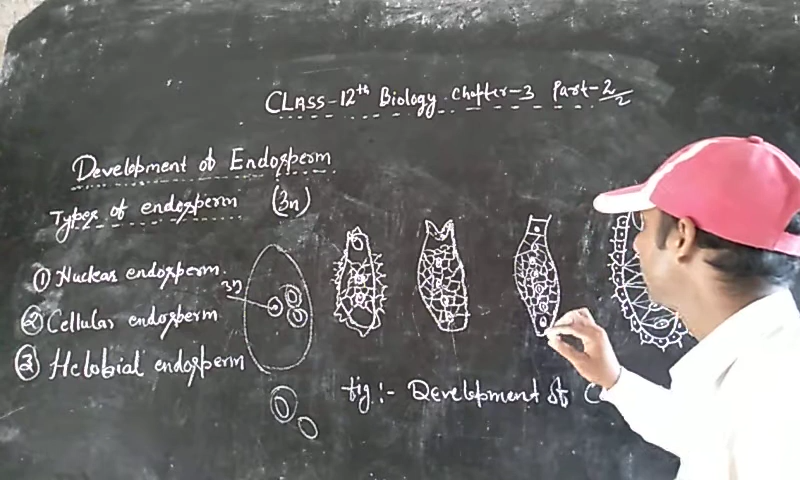 CLASS-12th Biology Chapter-3 Part-2/2
Development of Endosperm
Types of endosperm (3n)
① Nuclear endosperm.
② Cellular endosperm
③ Helobial endosperm
3n
fig:- Development of C